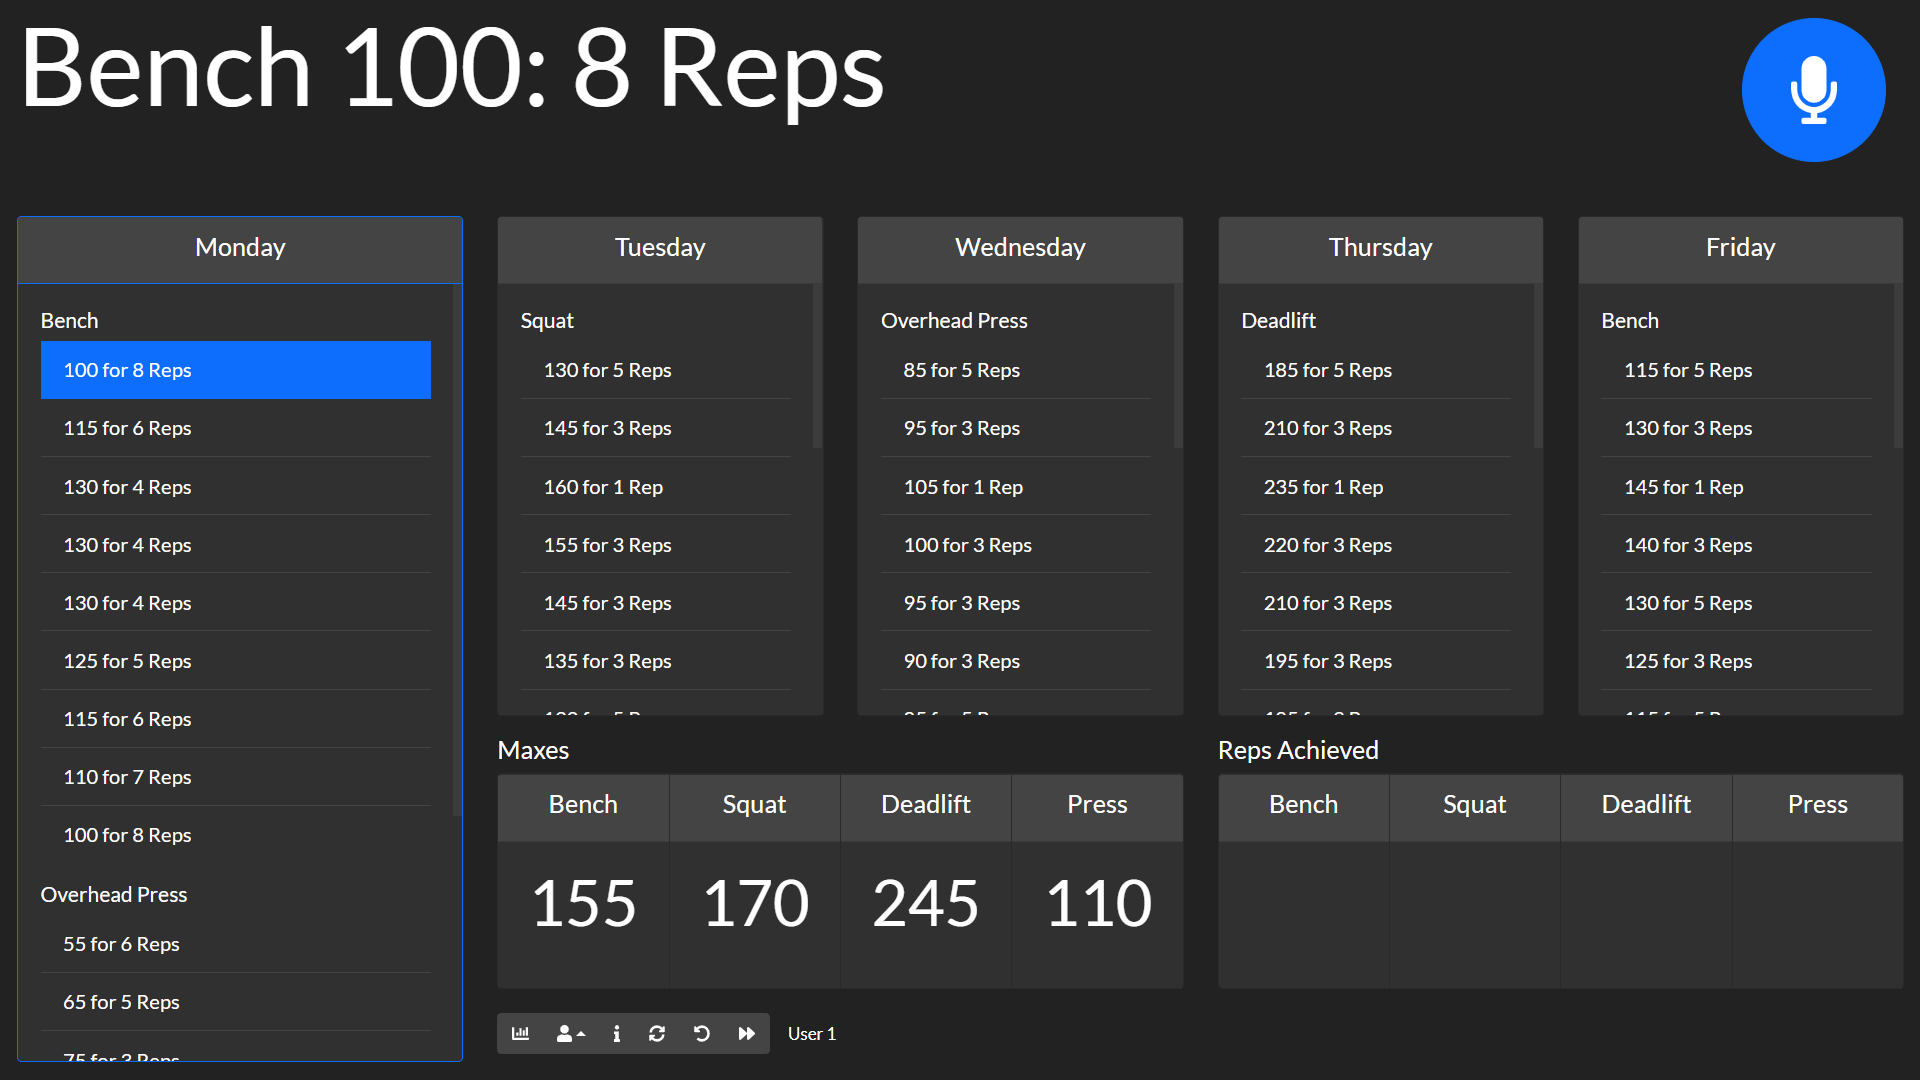 Bench 100: 8 Reps
Monday
Bench
100 for 8 Reps
115 for 6 Reps
130 for 4 Reps
130 for 4 Reps
130 for 4 Reps
125 for 5 Reps
115 for 6 Reps
110 for 7 Reps
100 for 8 Reps
Overhead Press
55 for 6 Reps
65 for 5 Reps
75 for 3 Reps
Tuesday
Squat
130 for 5 Reps
145 for 3 Reps
160 for 1 Rep
155 for 3 Reps
145 for 3 Reps
135 for 3 Reps
Wednesday
Overhead Press
85 for 5 Reps
95 for 3 Reps
105 for 1 Rep
100 for 3 Reps
95 for 3 Reps
90 for 3 Reps
Thursday
Deadlift
185 for 5 Reps
210 for 3 Reps
235 for 1 Rep
220 for 3 Reps
210 for 3 Reps
195 for 3 Reps
Friday
Bench
115 for 5 Reps
130 for 3 Reps
145 for 1 Rep
140 for 3 Reps
130 for 5 Reps
125 for 3 Reps
Maxes
Bench Squat Deadlift Press
155 170 245 110
Reps Achieved
Bench Squat Deadlift Press
User 1